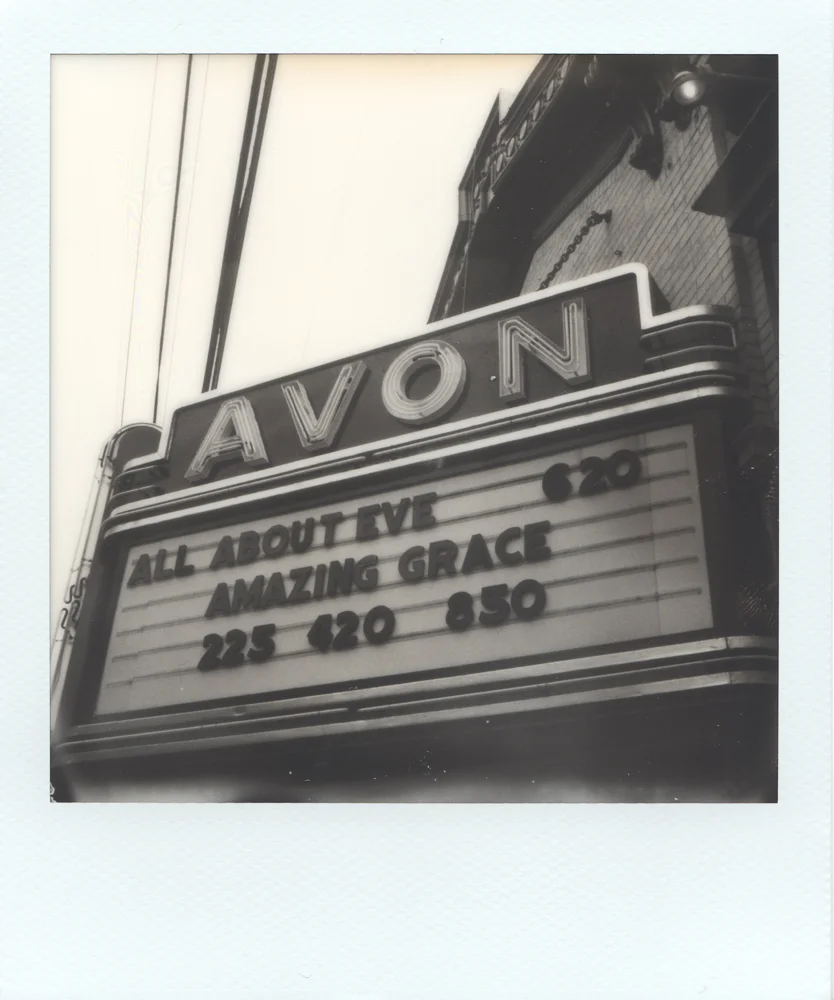 AVON
ALL ABOUT EVE 620
AMAZING GRACE
225 420 850